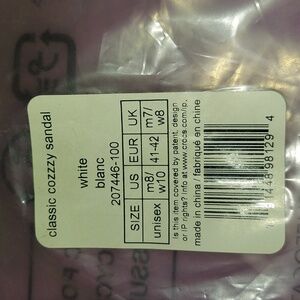 classic cozzzy sandal
white
blanc
207446-100
SIZE US EUR UK
unisex m8/ w10 41-42 m7/ w8
Is this item covered by patent, design
or IP rights? Info at www.crocs.com/ip.
made in china / fabriqué en chine